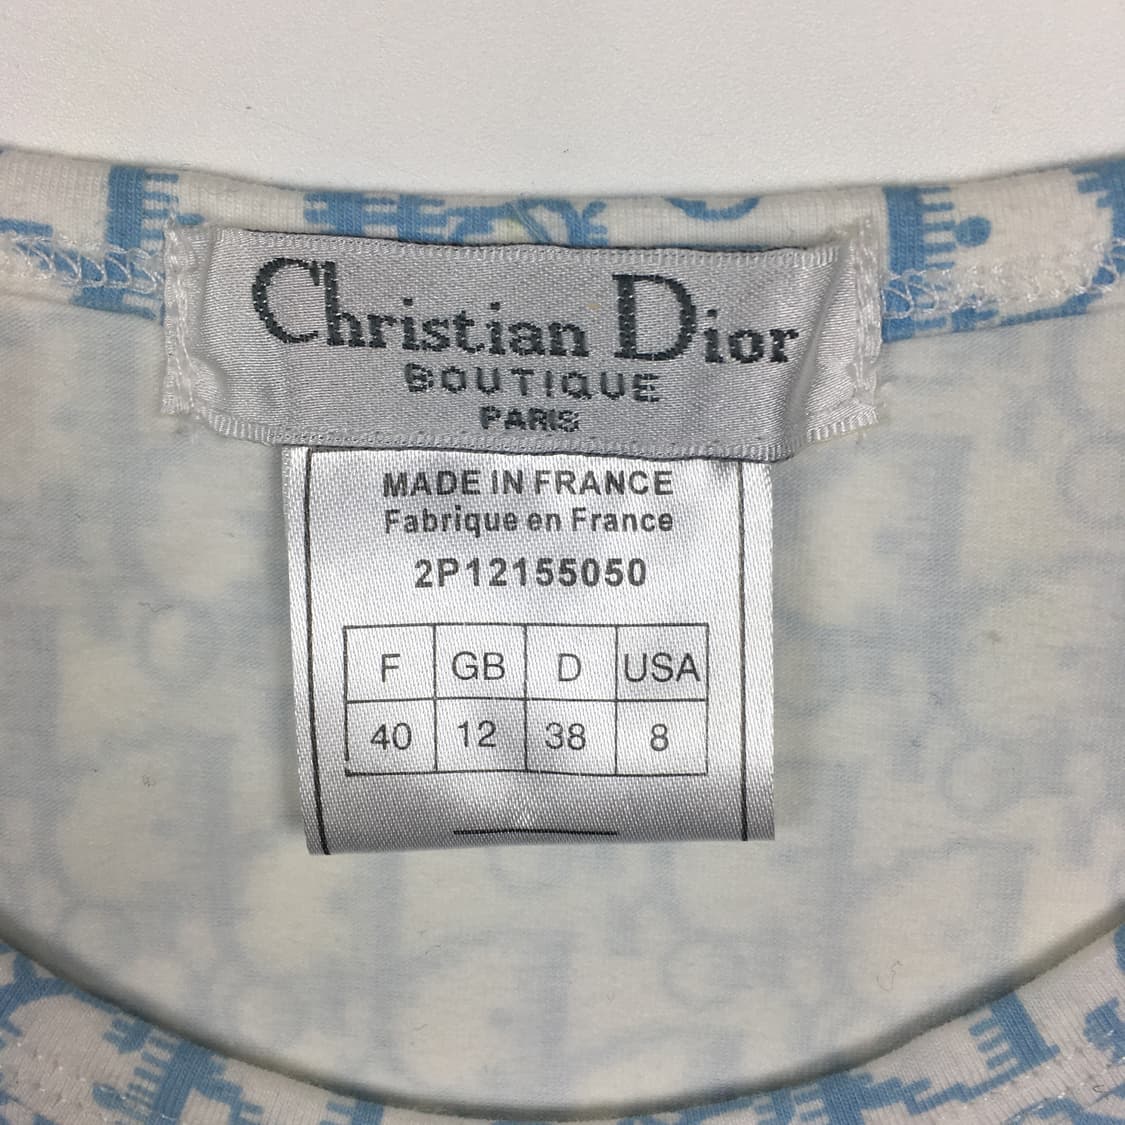 Christian Dior
BOUTIQUE
PARIS
MADE IN FRANCE
Fabrique en France
2P12155050
F GB D USA
40 12 38 8